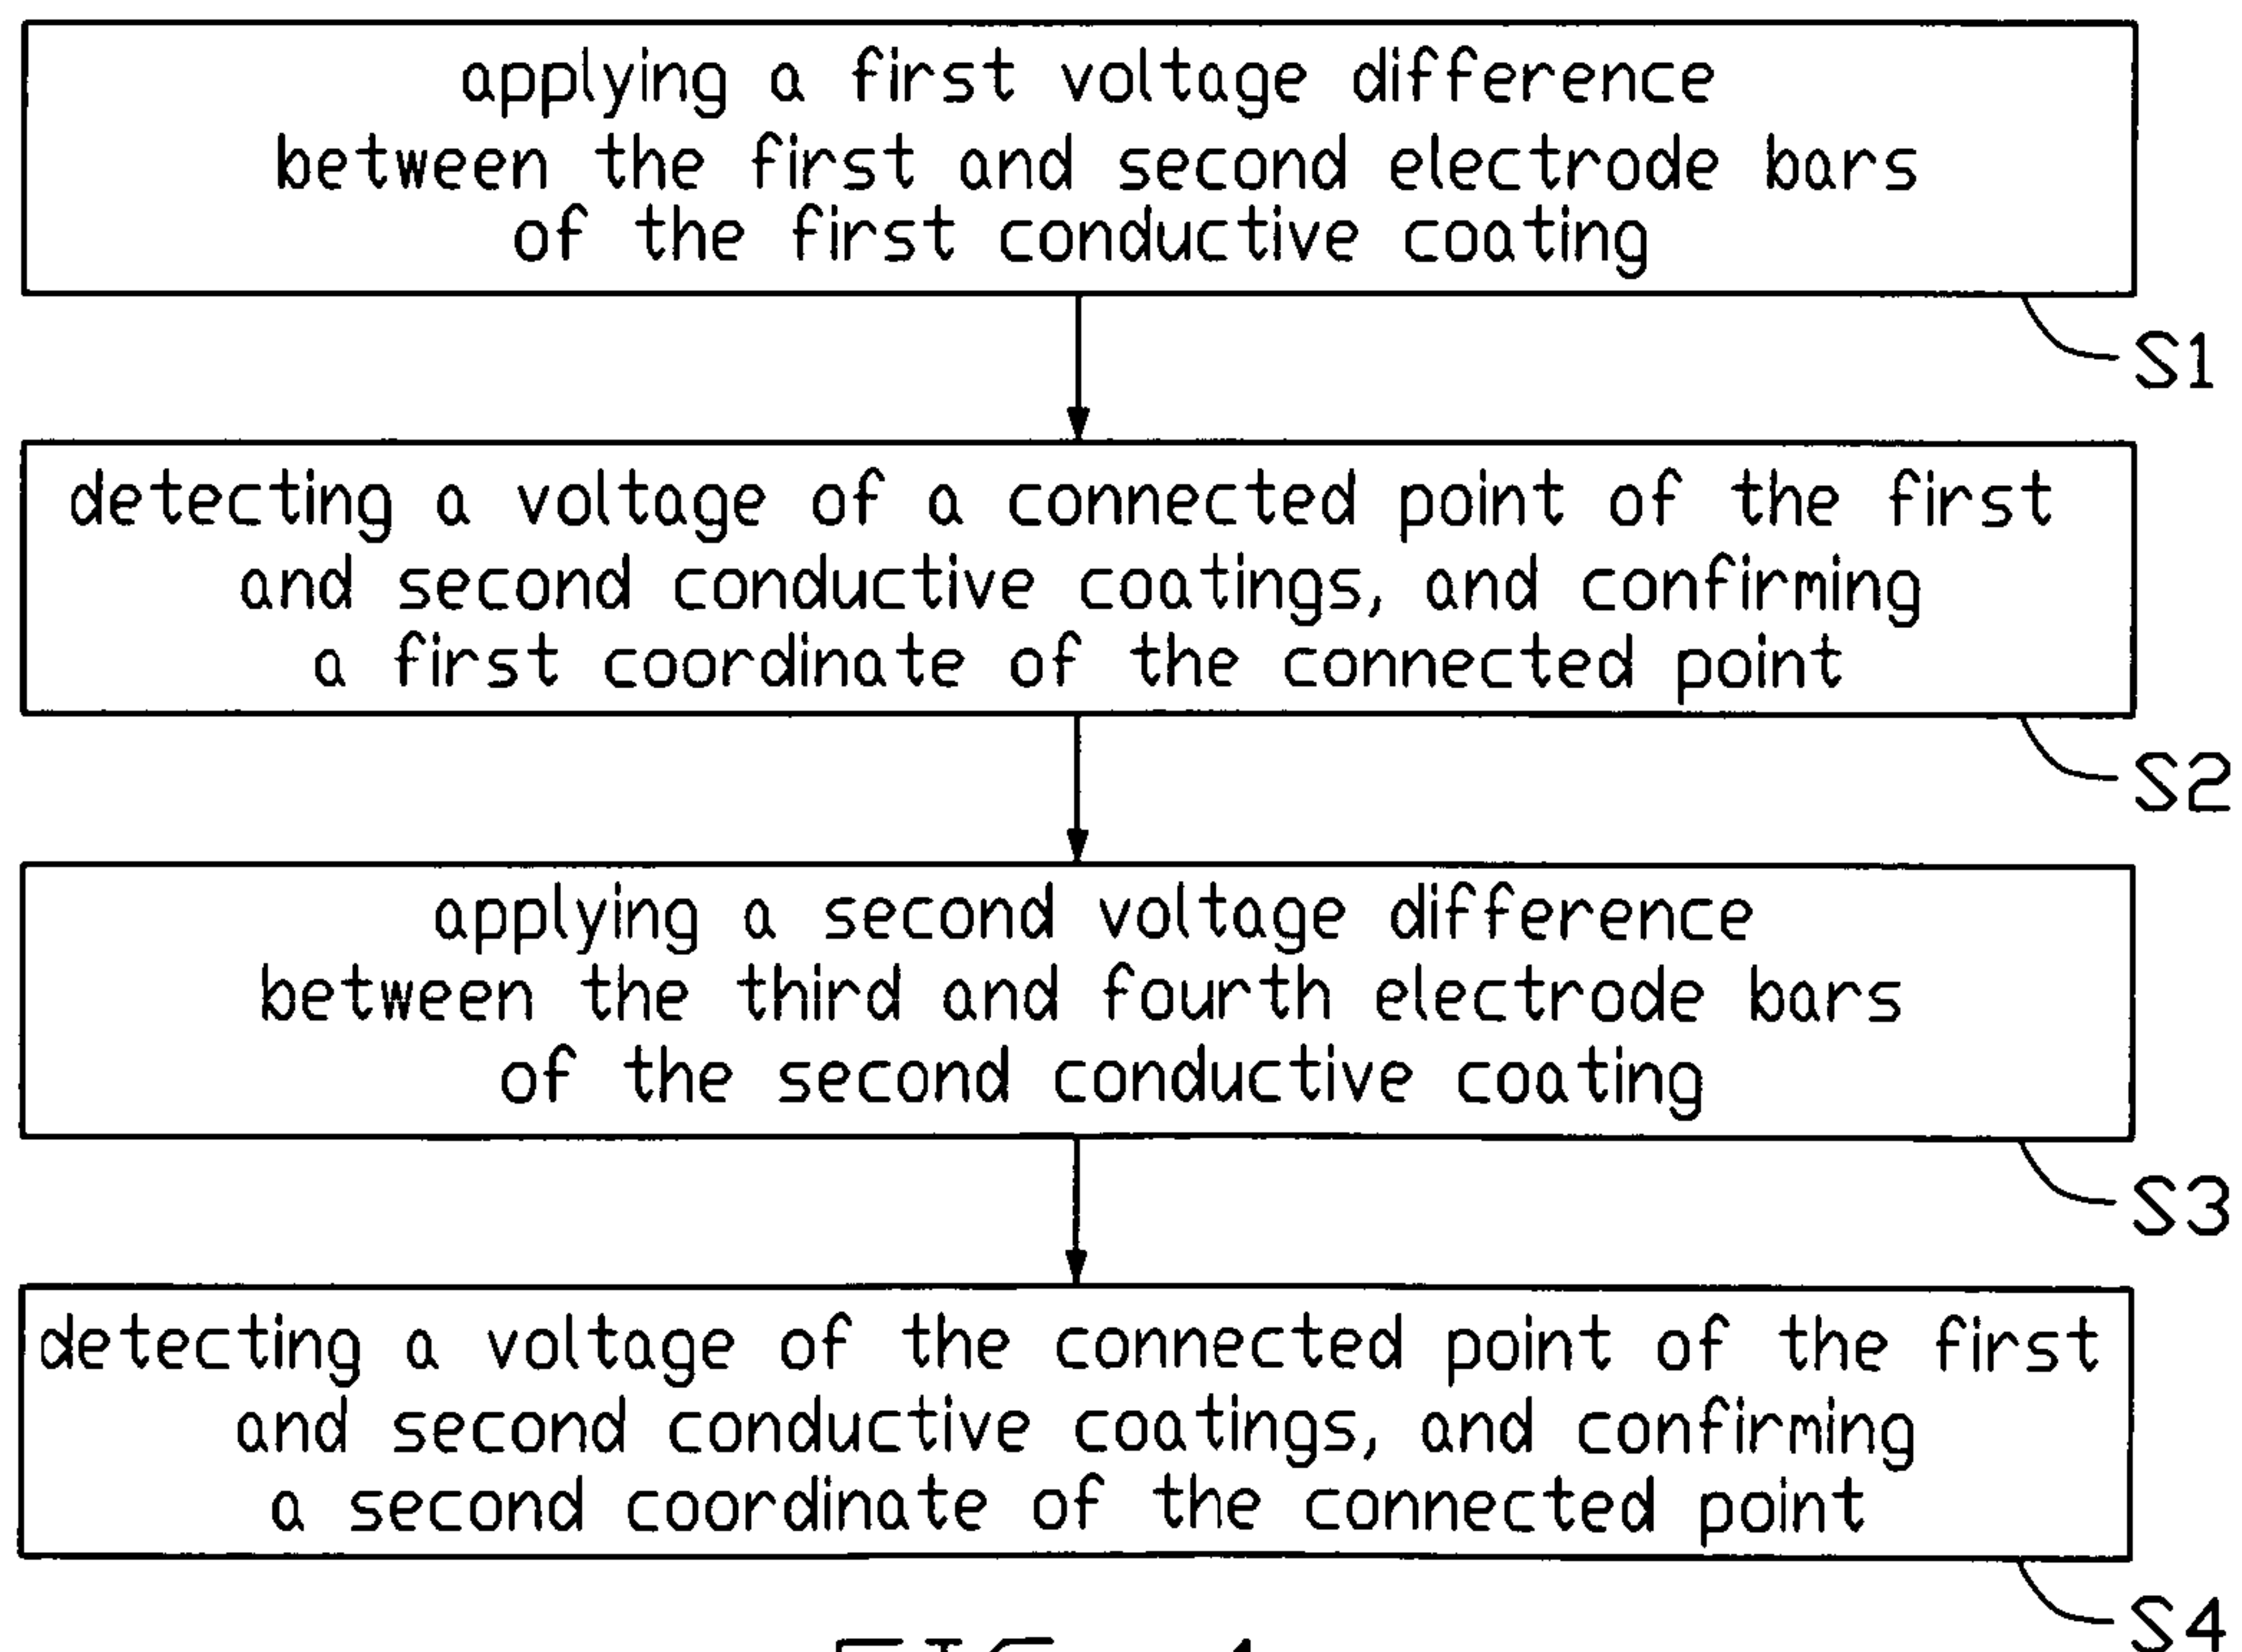 applying a first voltage difference
between the first and second electrode bars
of the first conductive coating
S1
detecting a voltage of a connected point of the first
and second conductive coatings, and confirming
a first coordinate of the connected point
S2
applying a second voltage difference
between the third and fourth electrode bars
of the second conductive coating
S3
detecting a voltage of the connected point of the first
and second conductive coatings, and confirming
a second coordinate of the connected point
S4